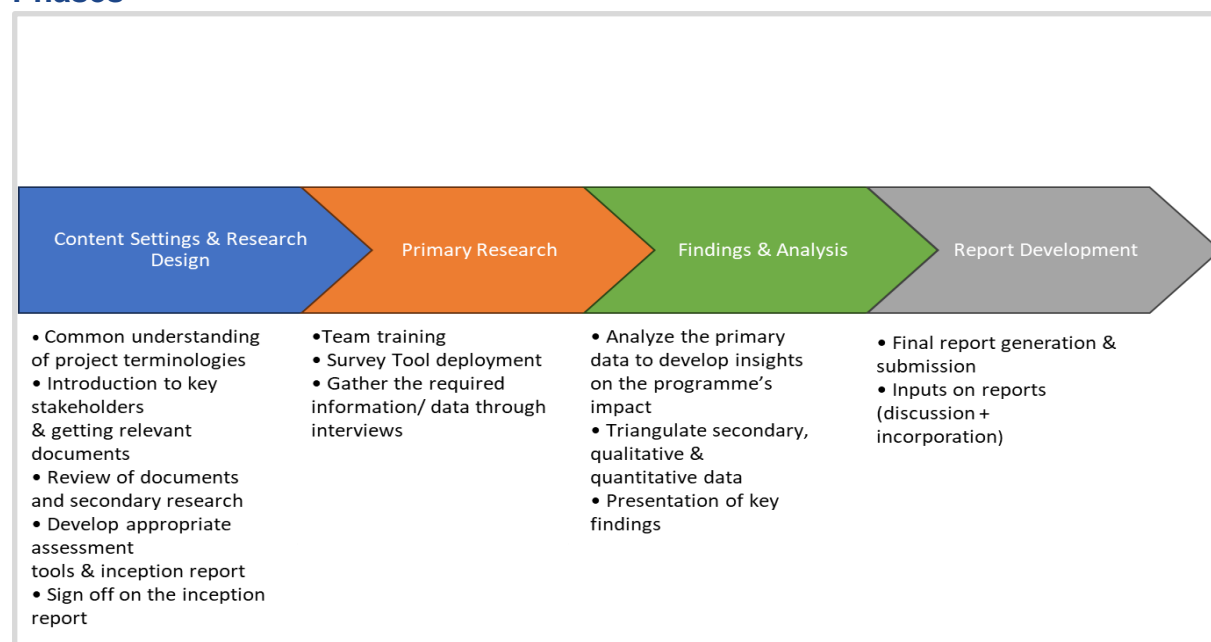 Phases
Content Settings & Research
Design
Primary Research
Findings & Analysis
Report Development
• Common understanding
of project terminologies
• Introduction to key
stakeholders
& getting relevant
documents
• Review of documents
and secondary research
• Develop appropriate
assessment
tools & inception report
• Sign off on the inception
report
•Team training
• Survey Tool deployment
• Gather the required
information/ data through
interviews
• Analyze the primary
data to develop insights
on the programme's
impact
• Triangulate secondary,
qualitative &
quantitative data
• Presentation of key
findings
• Final report generation &
submission
• Inputs on reports
(discussion +
incorporation)